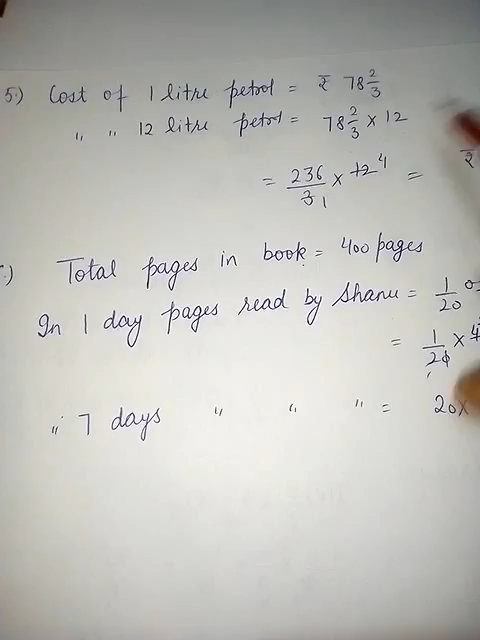 5.) Cost of 1 litre petrol = ₹ 78 2/3
" " 12 litre petrol = 78 2/3 × 12
= 236/3 1 × 12 4 = ₹
.) Total pages in book = 400 pages
In 1 day pages read by Shanu = 1/20
= 1/20 × 4
" 7 days " " " = 20×